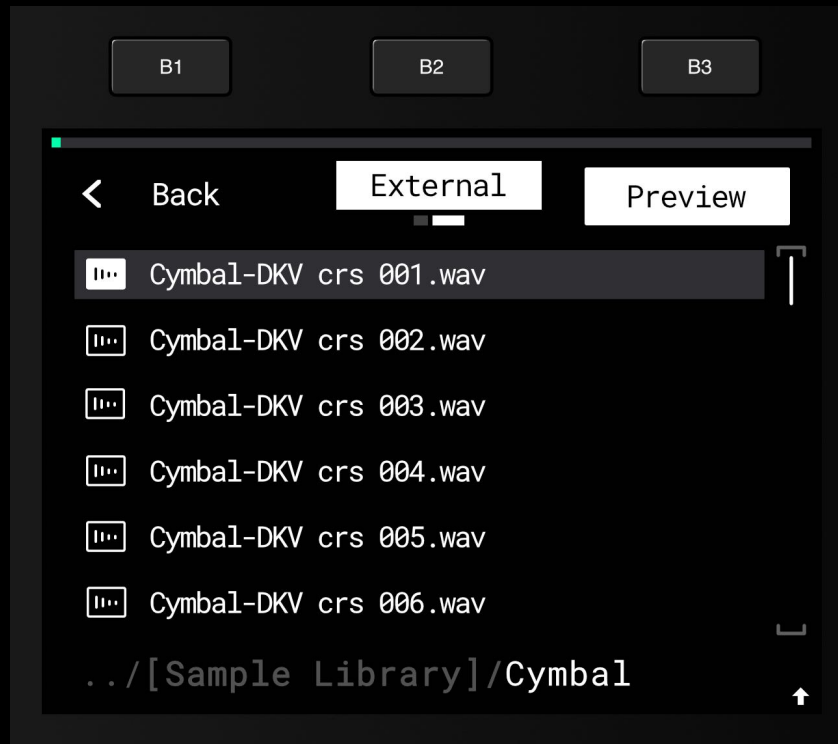 B1 B2 B3
Back External Preview
Cymbal-DKV crs 001.wav
Cymbal-DKV crs 002.wav
Cymbal-DKV crs 003.wav
Cymbal-DKV crs 004.wav
Cymbal-DKV crs 005.wav
Cymbal-DKV crs 006.wav
../[Sample Library]/Cymbal